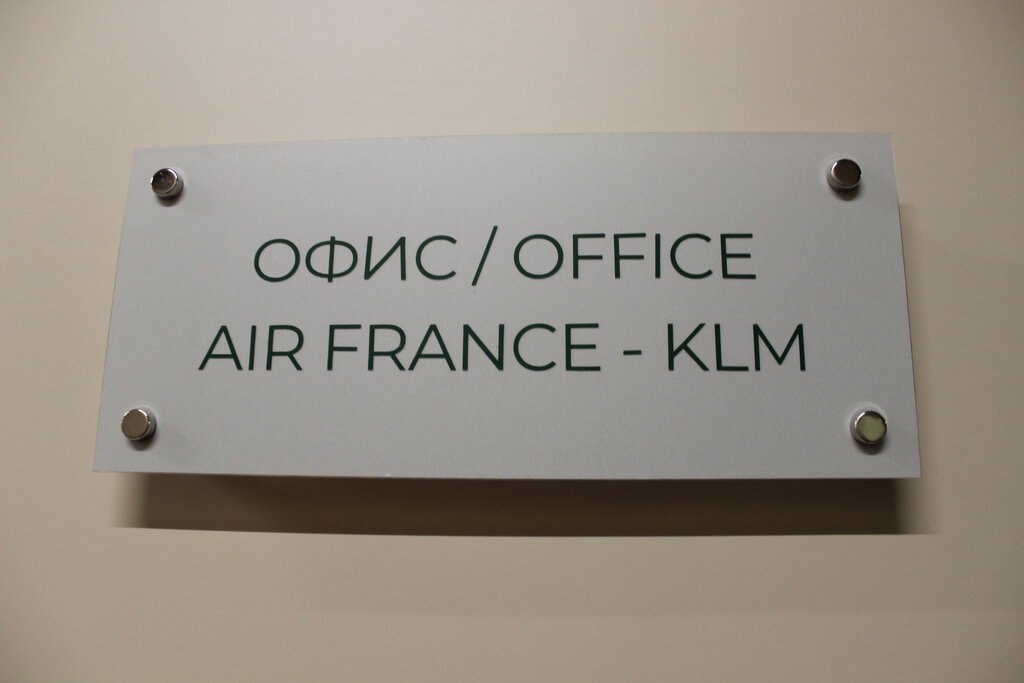 ОФИС / OFFICE
AIR FRANCE - KLM